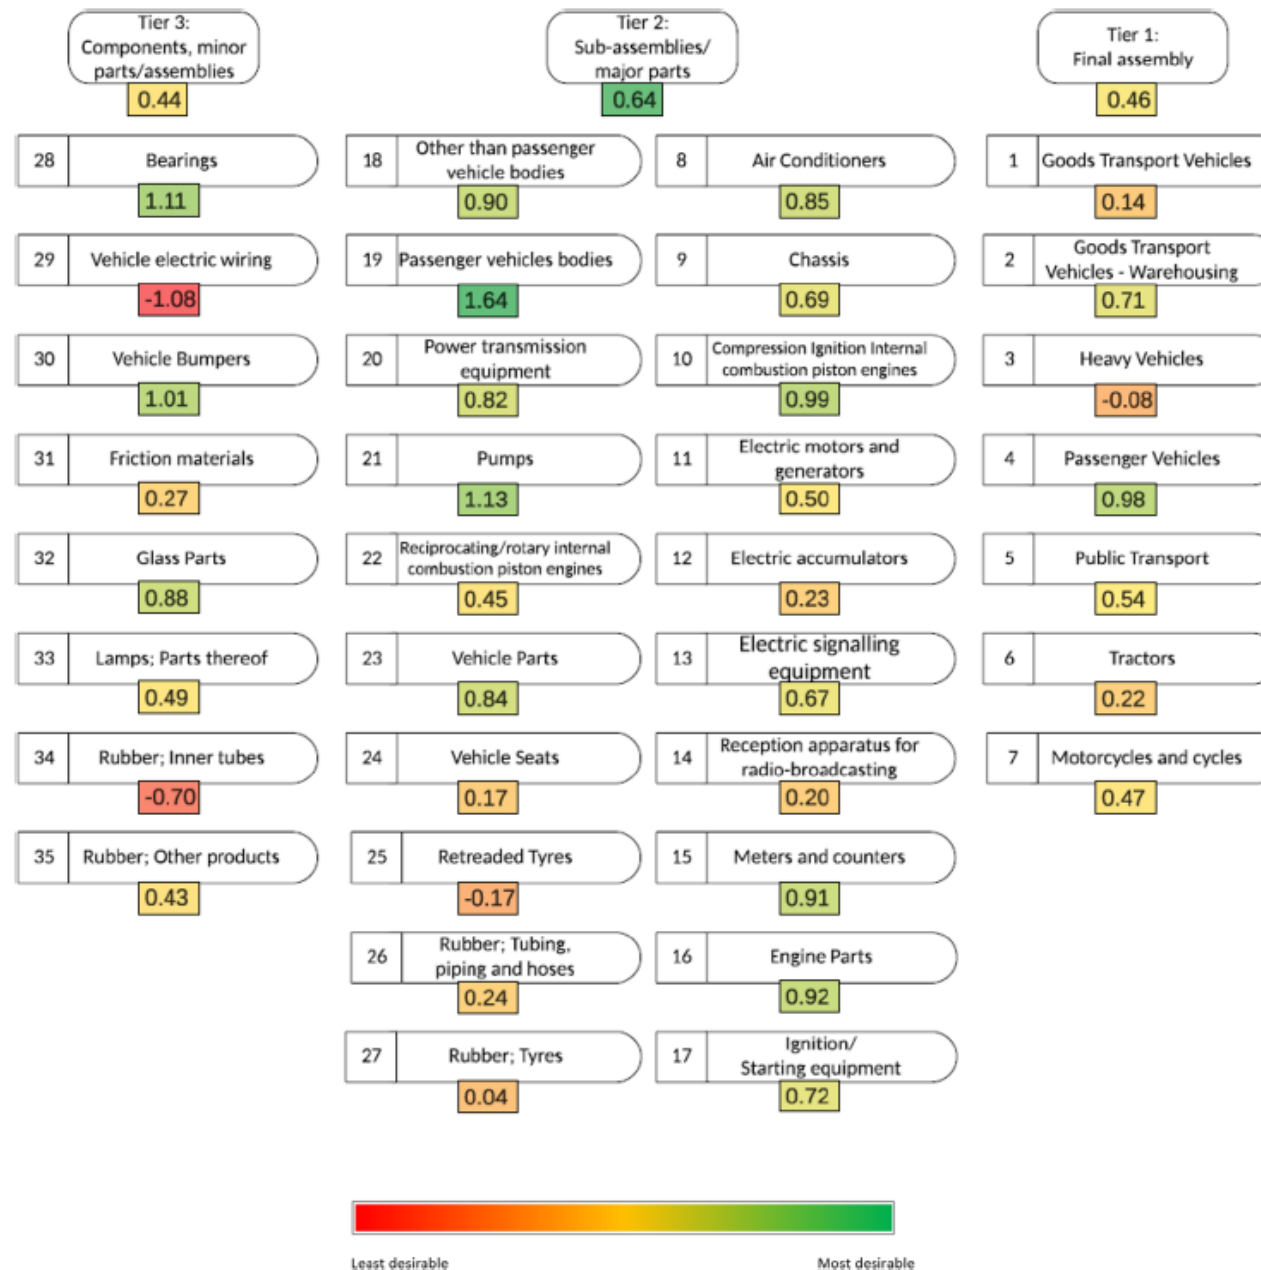 Tier 3:
Components, minor
parts/assemblies
0.44
Tier 2:
Sub-assemblies/
major parts
0.64
Tier 1:
Final assembly
0.46
28
Bearings
1.11
29
Vehicle electric wiring
-1.08
30
Vehicle Bumpers
1.01
31
Friction materials
0.27
32
Glass Parts
0.88
33
Lamps; Parts thereof
0.49
34
Rubber; Inner tubes
-0.70
35
Rubber; Other products
0.43
18
Other than passenger
vehicle bodies
0.90
19
Passenger vehicles bodies
1.64
20
Power transmission
equipment
0.82
21
Pumps
1.13
22
Reciprocating/rotary internal
combustion piston engines
0.45
23
Vehicle Parts
0.84
24
Vehicle Seats
0.17
25
Retreaded Tyres
-0.17
26
Rubber; Tubing,
piping and hoses
0.24
27
Rubber; Tyres
0.04
8
Air Conditioners
0.85
9
Chassis
0.69
10
Compression Ignition Internal
combustion piston engines
0.99
11
Electric motors and
generators
0.50
12
Electric accumulators
0.23
13
Electric signalling
equipment
0.67
14
Reception apparatus for
radio-broadcasting
0.20
15
Meters and counters
0.91
16
Engine Parts
0.92
17
Ignition/
Starting equipment
0.72
1
Goods Transport Vehicles
0.14
2
Goods Transport
Vehicles - Warehousing
0.71
3
Heavy Vehicles
-0.08
4
Passenger Vehicles
0.98
5
Public Transport
0.54
6
Tractors
0.22
7
Motorcycles and cycles
0.47
Least desirable
Most desirable